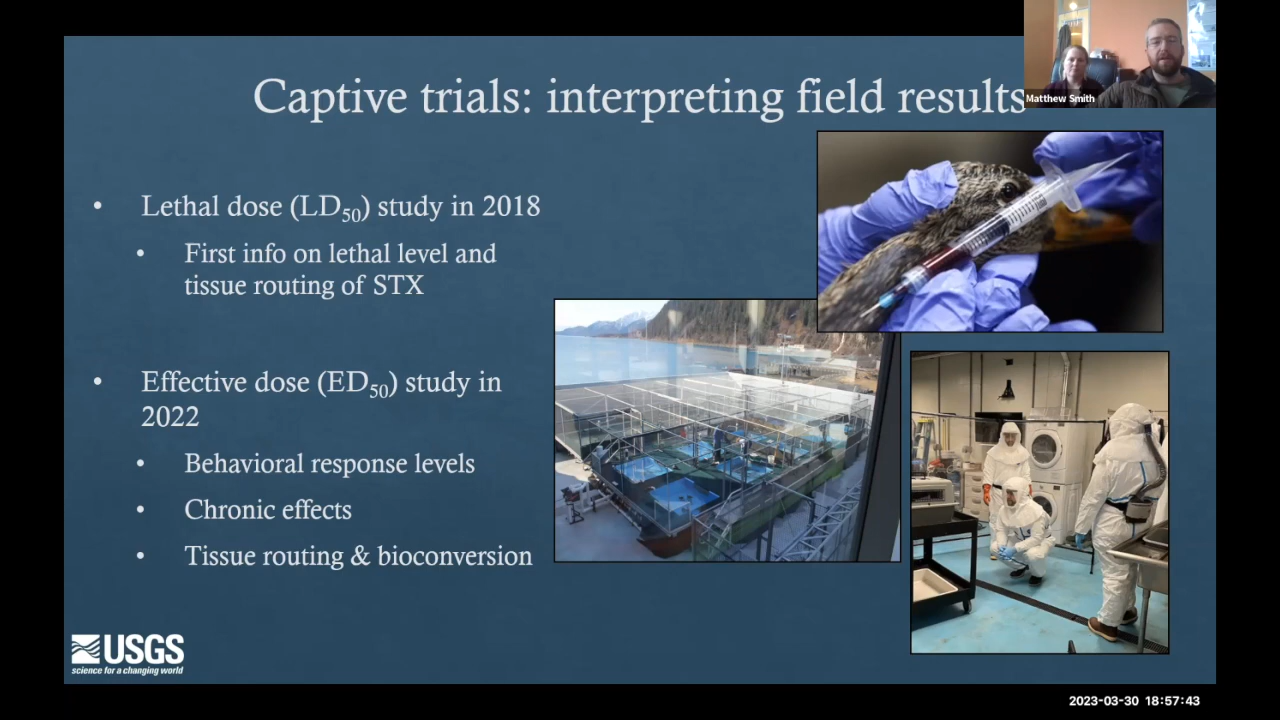 Captive trials: interpreting field results
Matthew Smith
• Lethal dose (LD50) study in 2018
• First info on lethal level and
tissue routing of STX
• Effective dose (ED50) study in
2022
• Behavioral response levels
• Chronic effects
• Tissue routing & bioconversion
USGS
science for a changing world
2023-03-30 18:57:43